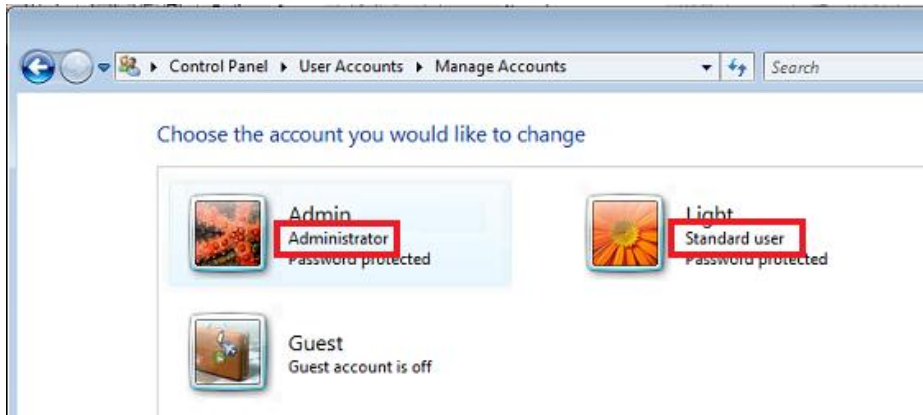 Control Panel ▸ User Accounts ▸ Manage Accounts
Search
Choose the account you would like to change
Admin
Administrator
Password protected
Light
Standard user
Password protected
Guest
Guest account is off